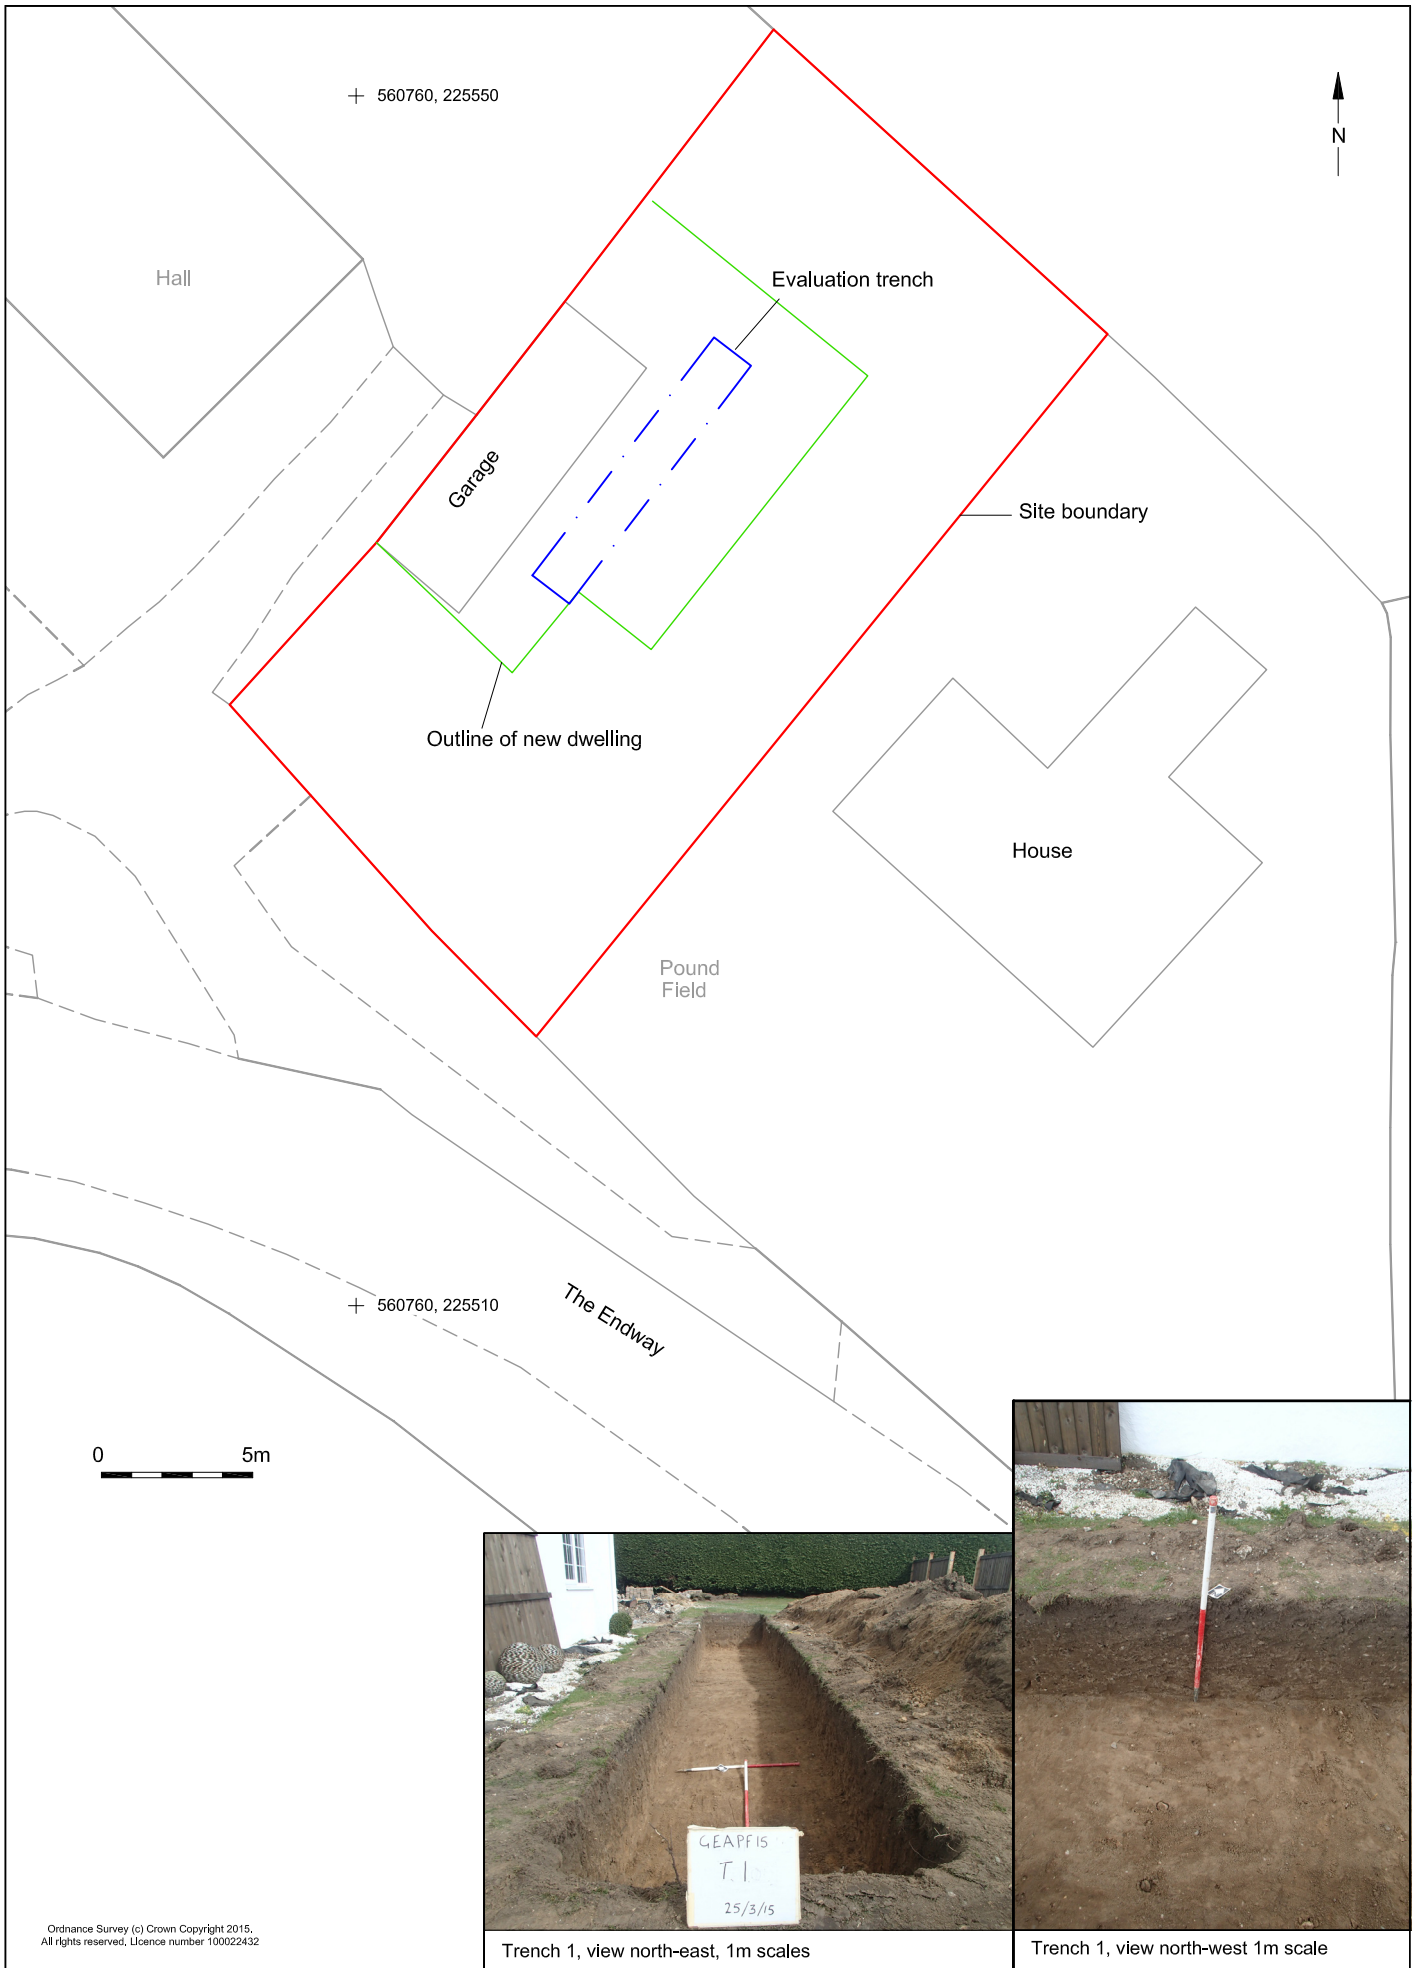 560760, 225550
N
Hall
Evaluation trench
Garage
Site boundary
Outline of new dwelling
House
Pound
Field
560760, 225510
The Endway
0 5m
GEAPF15
T.1
25/3/15
Ordnance Survey (c) Crown Copyright 2015.
All rights reserved. Licence number 100022432
Trench 1, view north-east, 1m scales
Trench 1, view north-west 1m scale